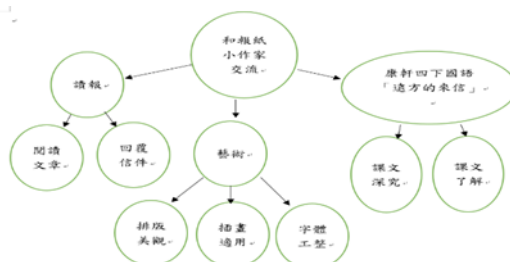 和報紙
小作家
交流
讀報
康軒四下國語
「遠方的來信」
閱讀
文章
回覆
信件
藝術
課文
深究
課文
了解
排版
美觀
插畫
適用
字體
工整